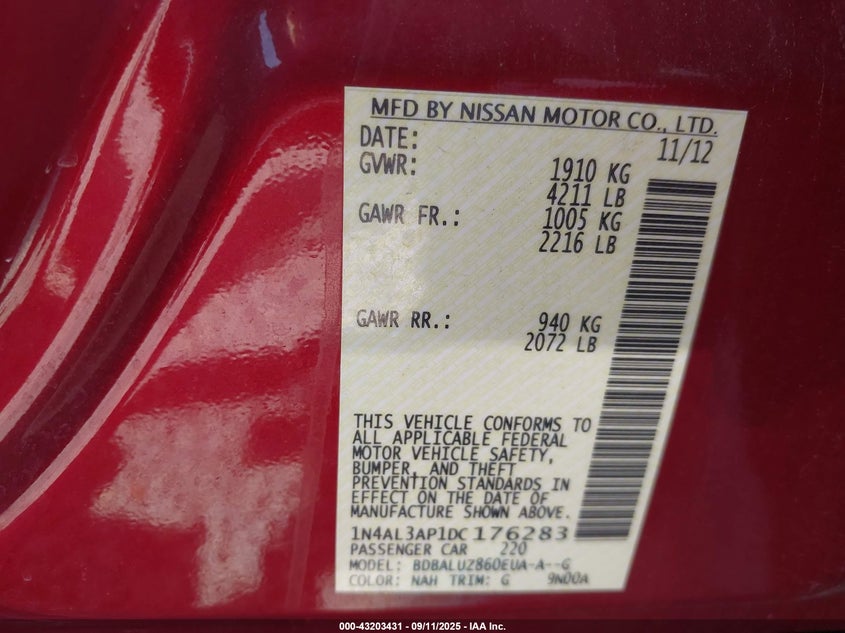 MFD BY NISSAN MOTOR CO., LTD.
DATE: 11/12
GVWR: 1910 KG
4211 LB
GAWR FR.: 1005 KG
2216 LB
GAWR RR.: 940 KG
2072 LB
THIS VEHICLE CONFORMS TO
ALL APPLICABLE FEDERAL
MOTOR VEHICLE SAFETY,
BUMPER, AND THEFT
PREVENTION STANDARDS IN
EFFECT ON THE DATE OF
MANUFACTURE SHOWN ABOVE.
1N4AL3AP1DC176283
PASSENGER CAR 220
MODEL: BDBALUZ860EUA-A--G
COLOR: NAH TRIM: G 9N00A
000-43203431 - 09/11/2025 - IAA Inc.